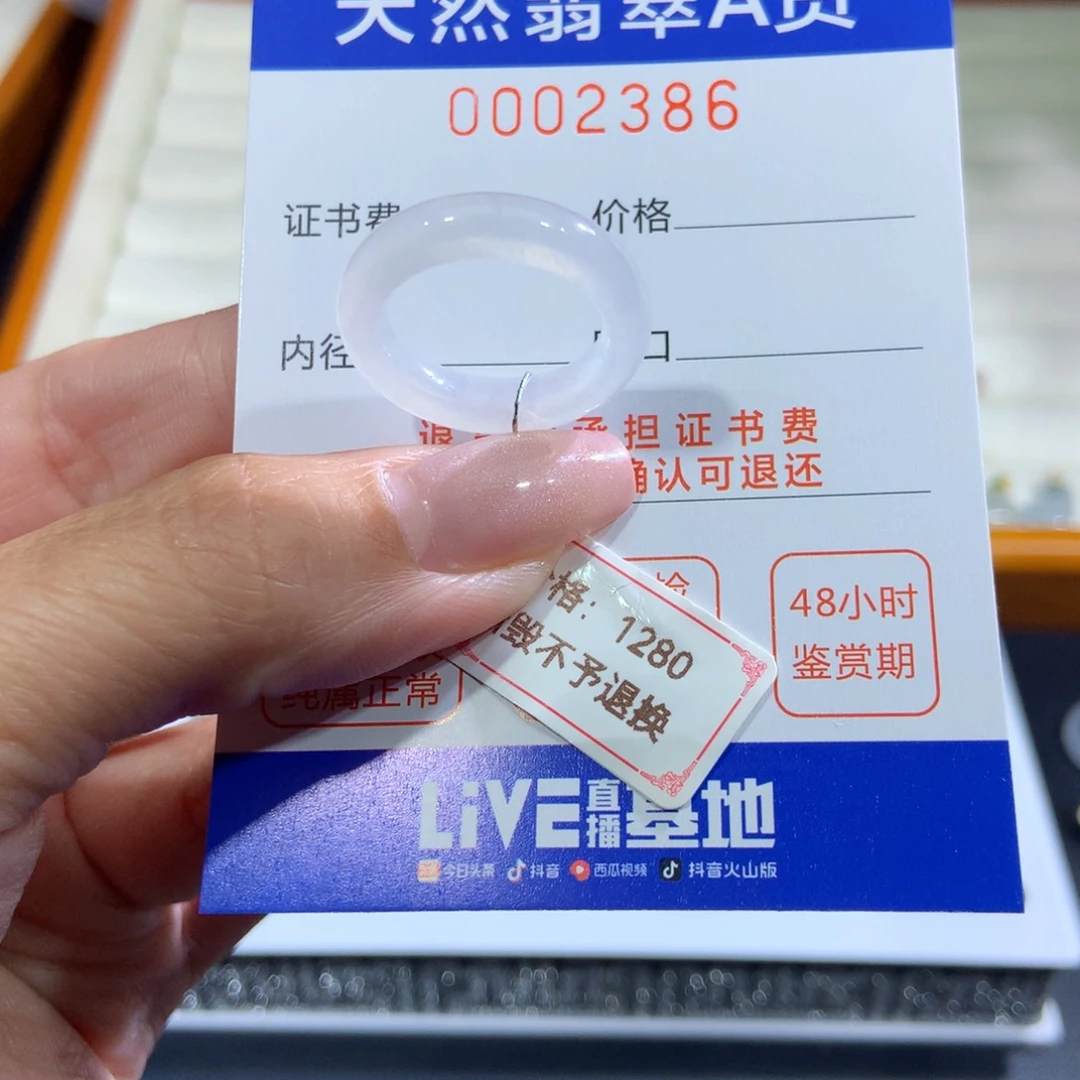 天然翡翠A货
0002386
证书费
价格
内径
口
退 承担证书费
确认可退还
检
48小时
鉴赏期
格: 1280
毁不予退换
纯属正常
LiVE直播基地
今日头条 抖音 西瓜视频 抖音火山版